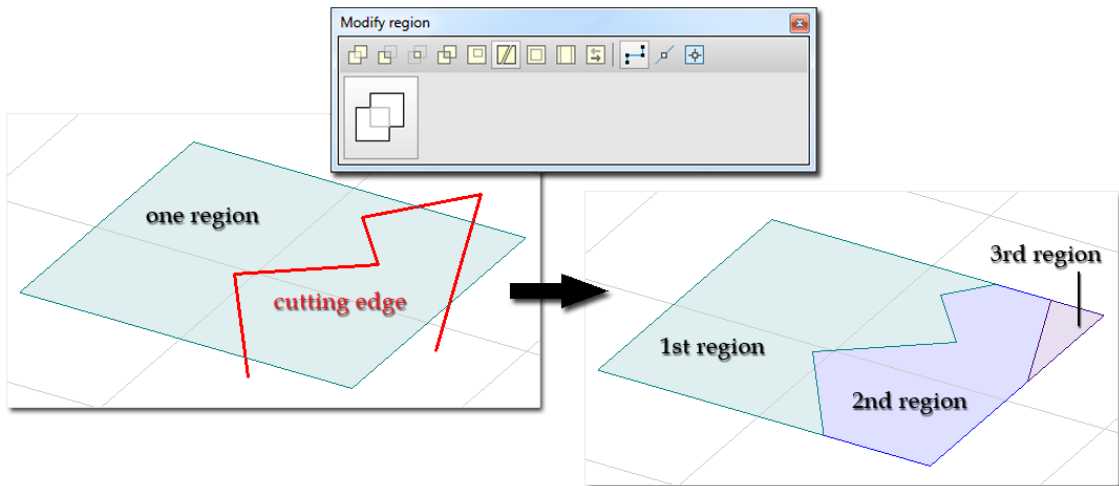 Modify region
one region
cutting edge
3rd region
1st region
2nd region